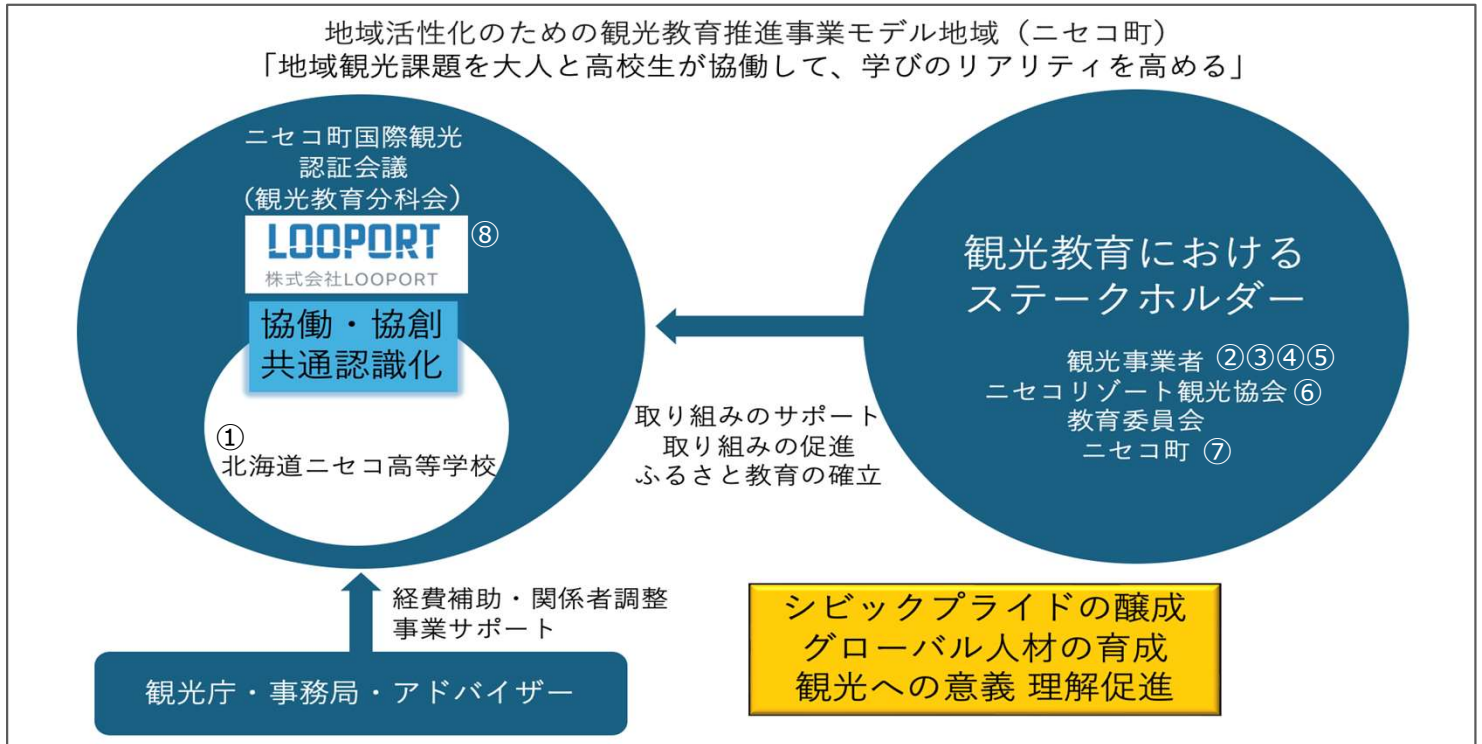 地域活性化のための観光教育推進事業モデル地域（ニセコ町）
「地域観光課題を大人と高校生が協働して、学びのリアリティを高める」
ニセコ町国際観光
認証会議
（観光教育分科会）
LOOPORT ⑧
株式会社LOOPORT
協働・協創
共通認識化
①
北海道ニセコ高等学校
観光教育における
ステークホルダー
観光事業者 ②③④⑤
ニセコリゾート観光協会 ⑥
教育委員会
ニセコ町 ⑦
取り組みのサポート
取り組みの促進
ふるさと教育の確立
経費補助・関係者調整
事業サポート
観光庁・事務局・アドバイザー
シビックプライドの醸成
グローバル人材の育成
観光への意義 理解促進